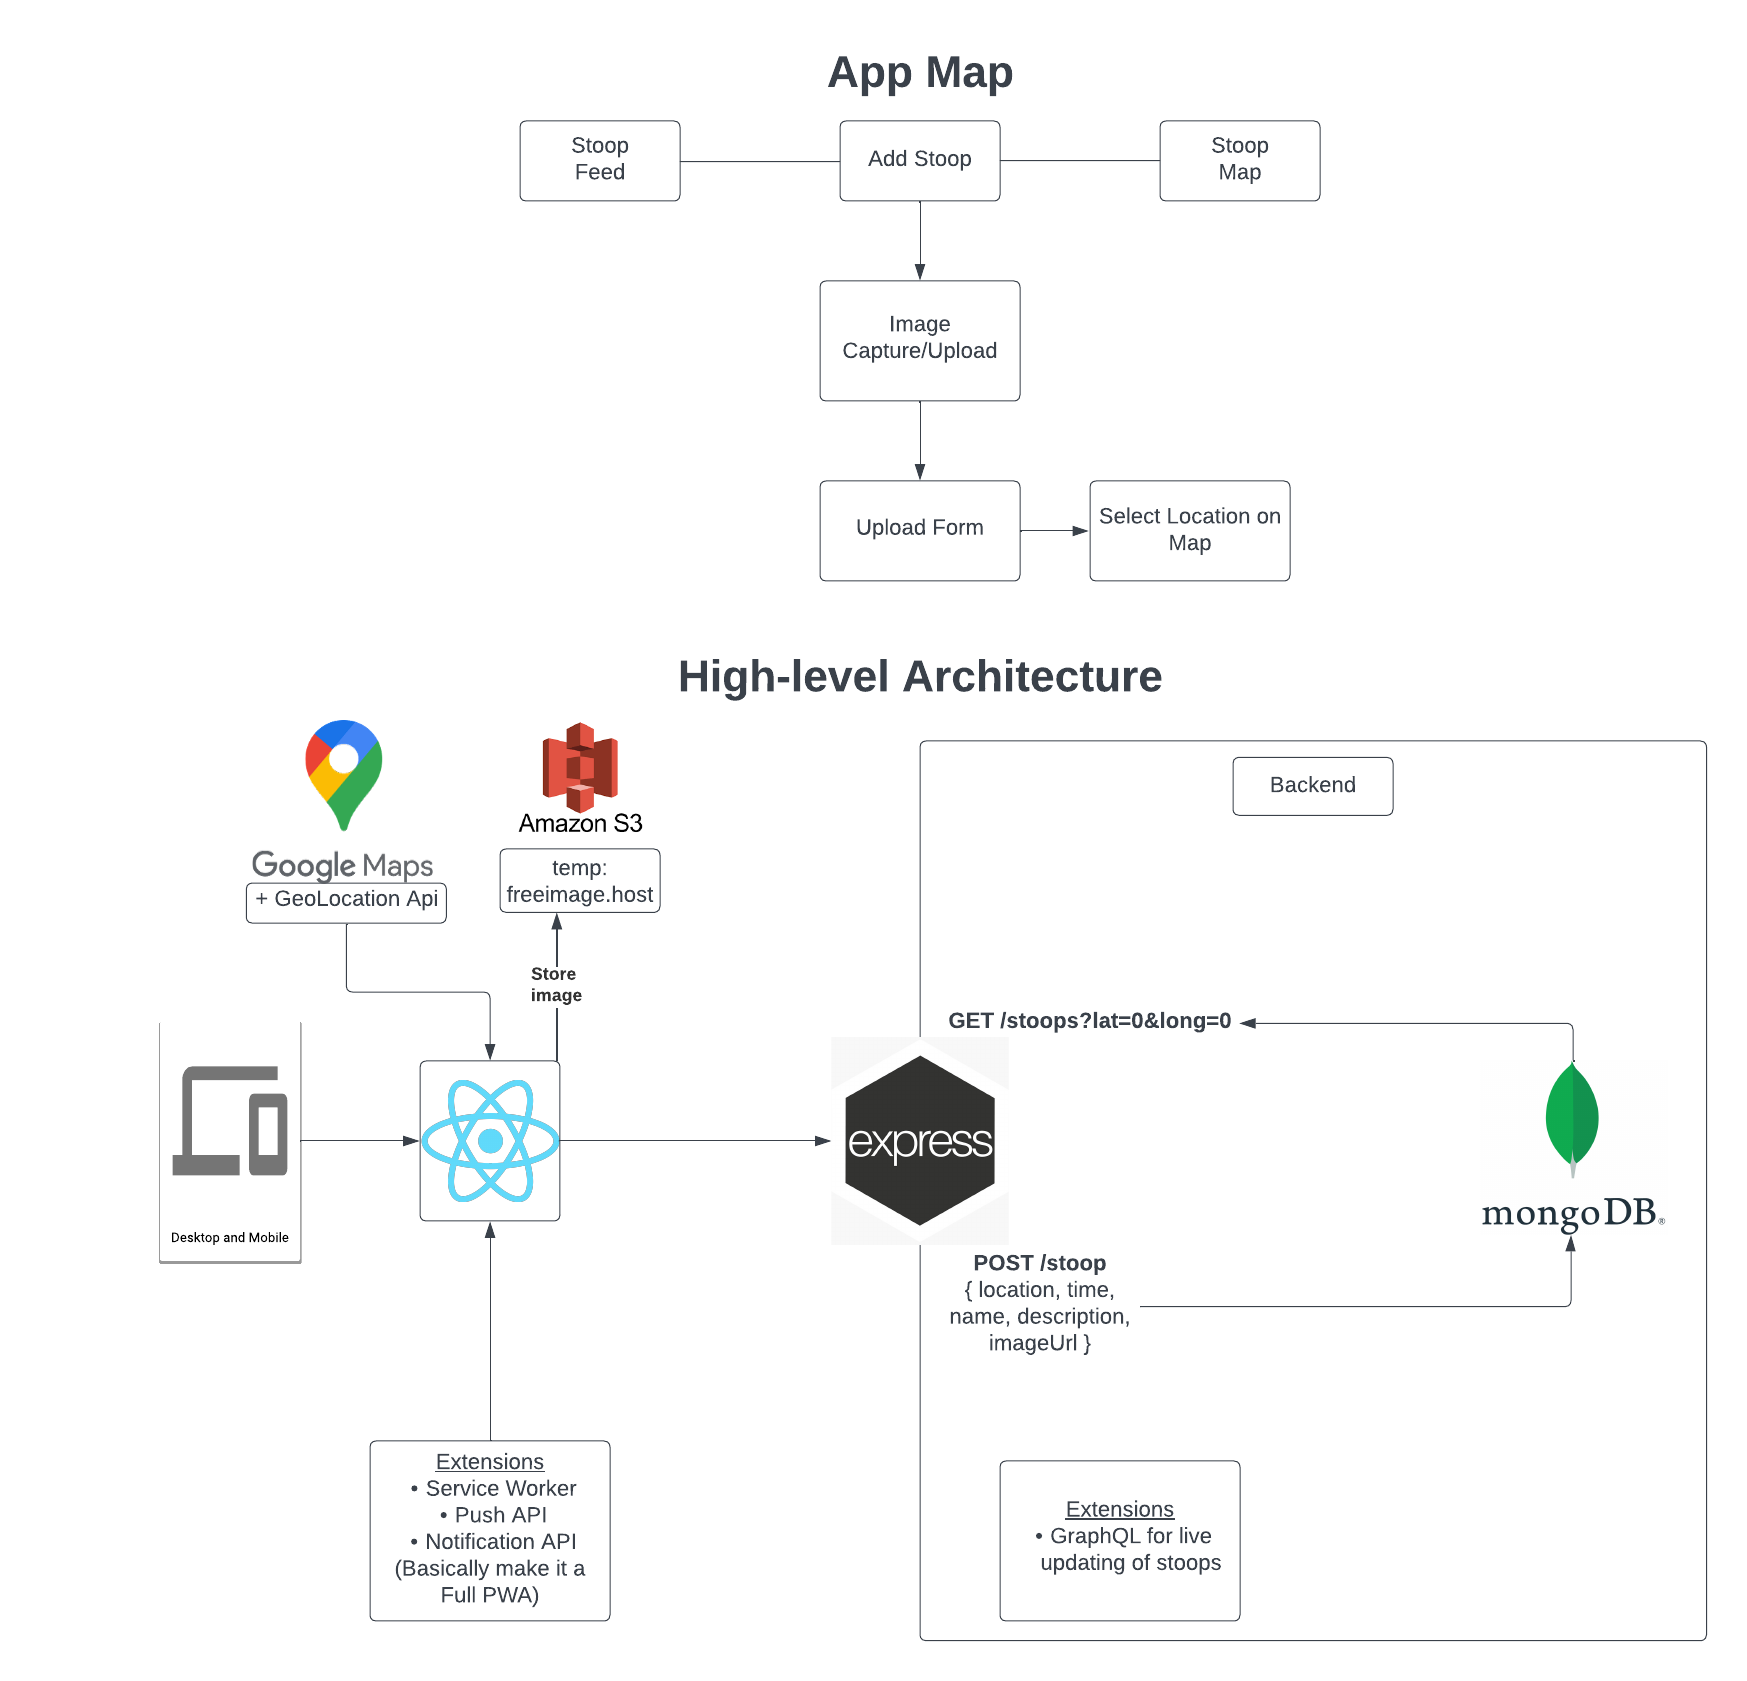 App Map
Stoop
Feed
Add Stoop
Stoop
Map
Image
Capture/Upload
Upload Form
Select Location on
Map
High-level Architecture
Google Maps
+ GeoLocation Api
Amazon S3
temp:
freeimage.host
Store
image
Backend
GET /stoops?lat=0&long=0
Desktop and Mobile
express
mongoDB®
POST /stoop
{ location, time,
name, description,
imageUrl }
Extensions
• Service Worker
• Push API
• Notification API
(Basically make it a
Full PWA)
Extensions
• GraphQL for live
updating of stoops